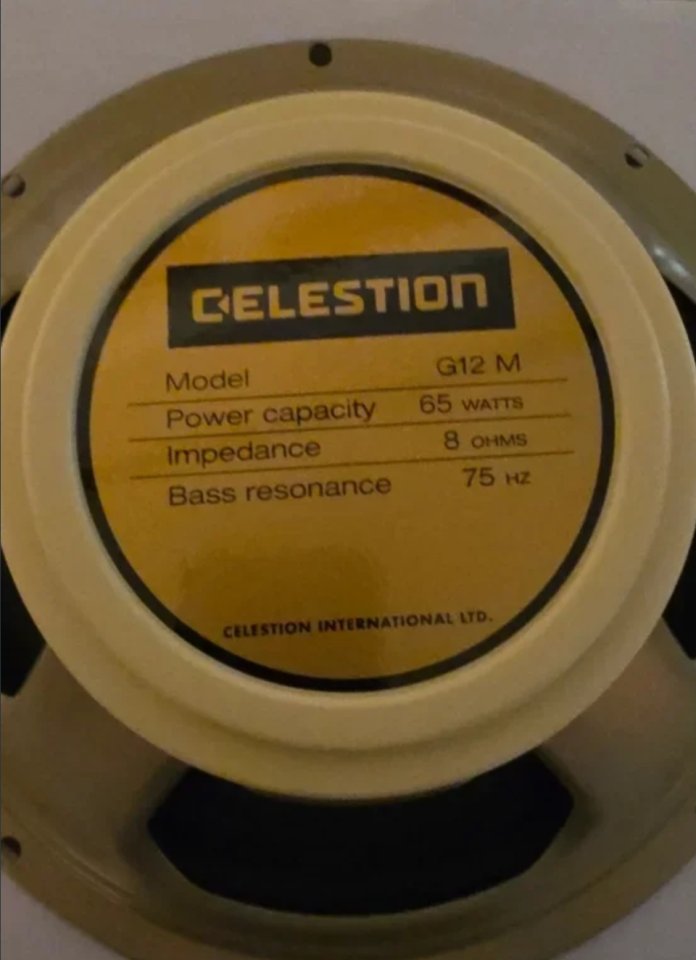 CELESTION
Model G12 M
Power capacity 65 WATTS
Impedance 8 OHMS
Bass resonance 75 HZ
CELESTION INTERNATIONAL LTD.